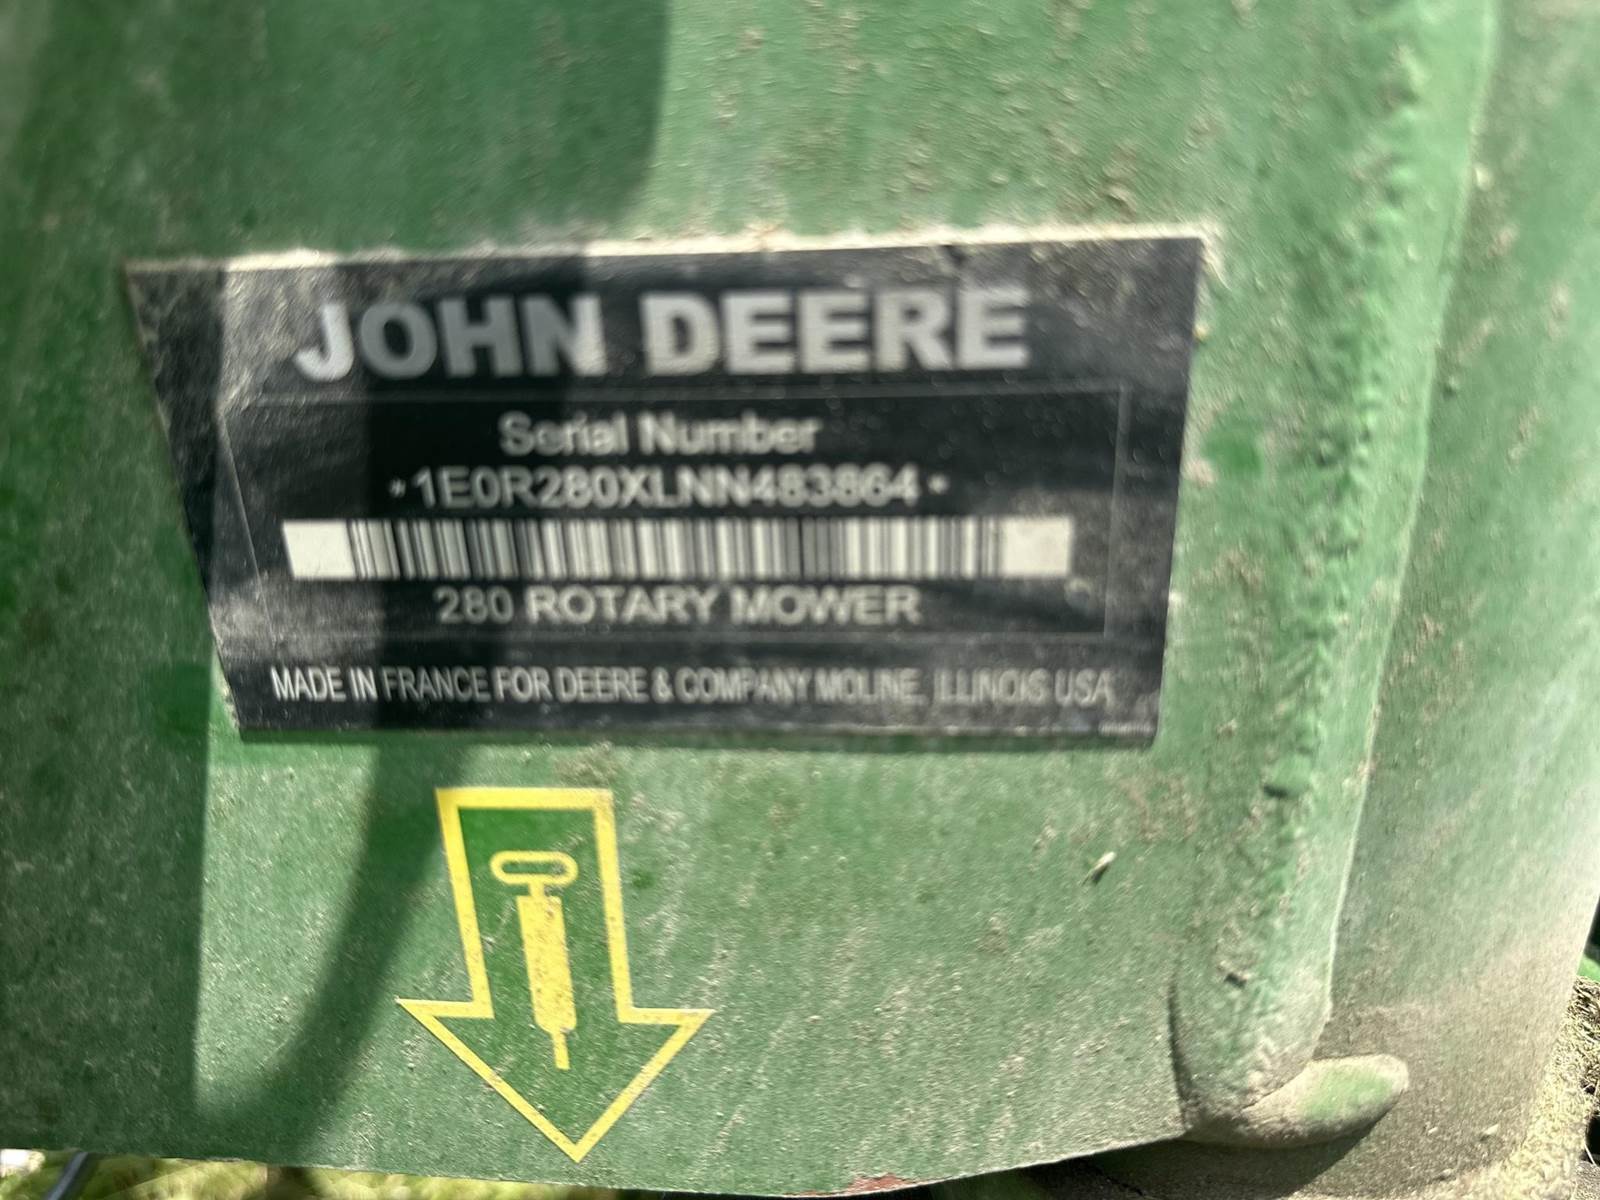 JOHN DEERE
Serial Number
*1E0R280XLNN483864*
280 ROTARY MOWER
MADE IN FRANCE FOR DEERE & COMPANY MOLINE, ILLINOIS USA